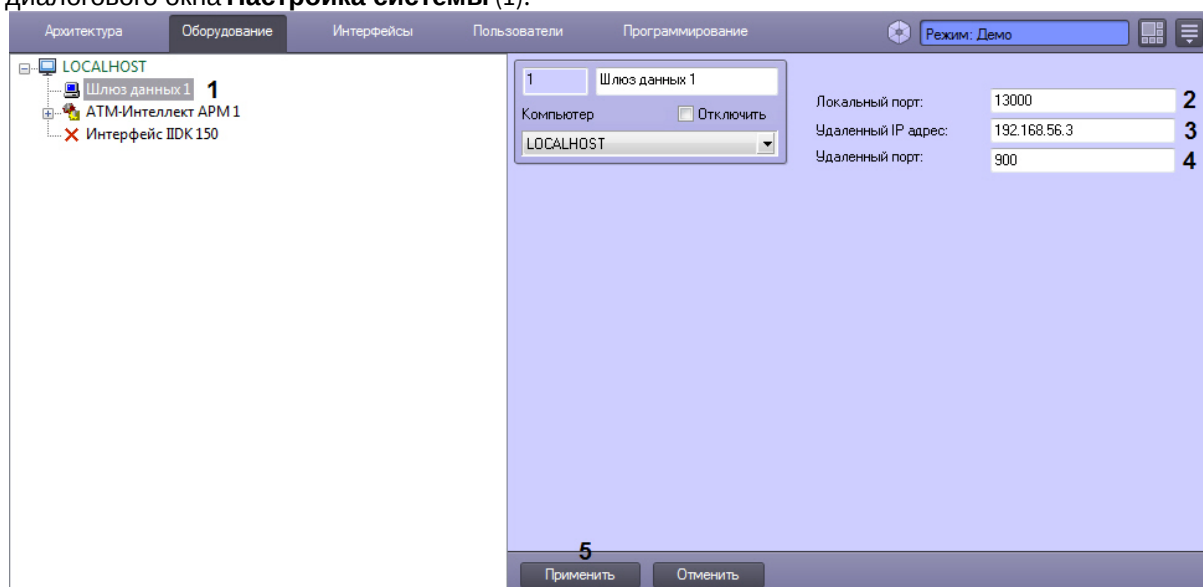 диалогового окна Настройка системы (1).
Архитектура Оборудование Интерфейсы Пользователи Программирование Режим: Демо
LOCALHOST
Шлюз данных 1 1
АТМ-Интеллект АРМ 1
Интерфейс IIDK 150
1 Шлюз данных 1
Компьютер Отключить
LOCALHOST
Локальный порт: 13000 2
Удаленный IP адрес: 192.168.56.3 3
Удаленный порт: 900 4
5
Применить Отменить